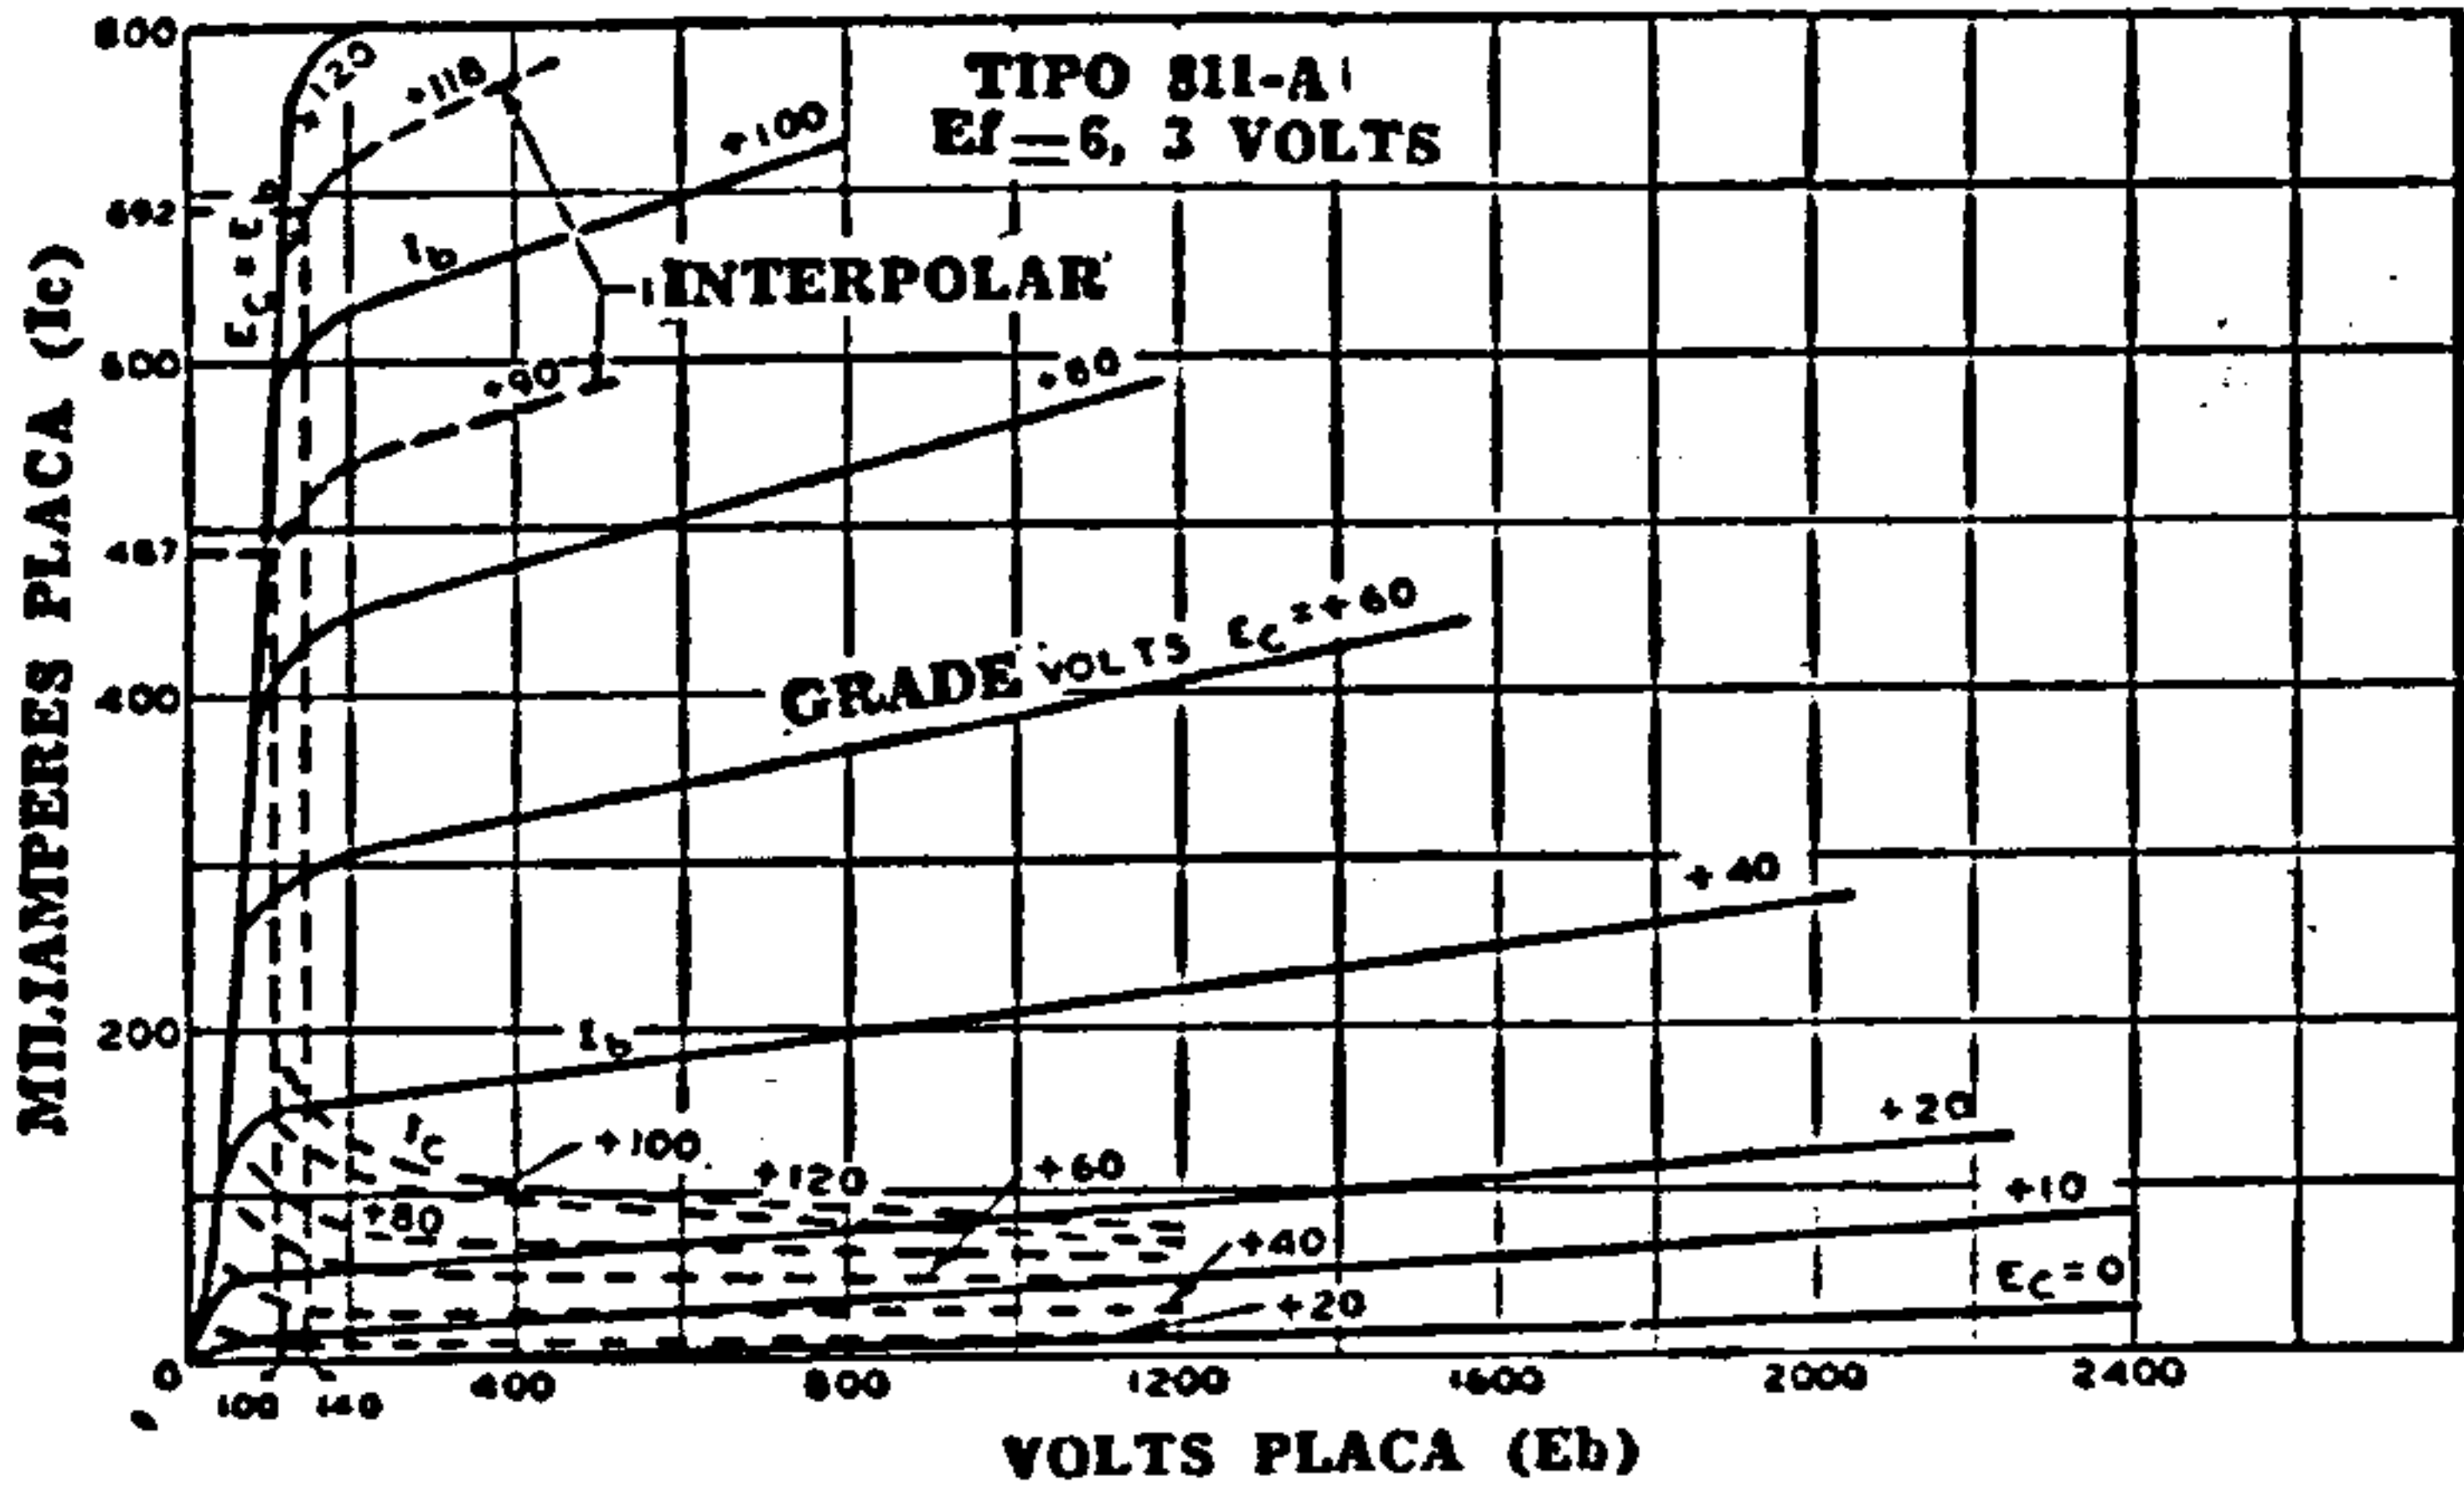 TIPO 811-A
Ef=6, 3 VOLTS
MILIAMPERES PLACA (Ic)
800
692
600
487
400
200
0
+120
+118
+100
Ec = Eb
Ib
INTERPOLAR
+90
+80
GRADE VOLTS Ec=+60
+40
Ib
+20
Ic
+100
+120
+60
+10
+80
+40
Ec=0
+20
100
140
400
800
1200
1600
2000
2400
VOLTS PLACA (Eb)